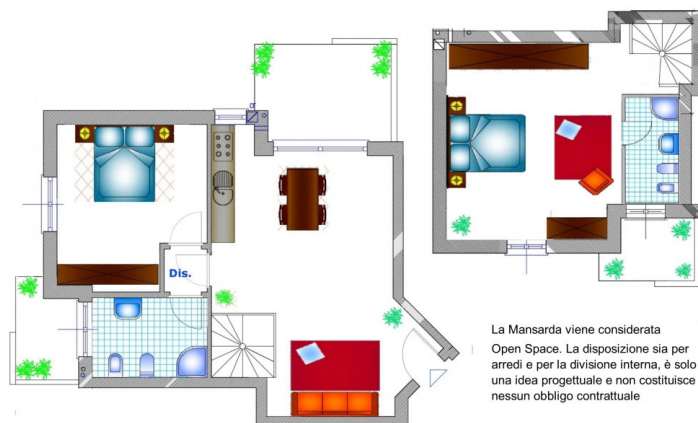 Dis.
La Mansarda viene considerata
Open Space. La disposizione sia per
arredi e per la divisione interna, è solo
una idea progettuale e non costituisce
nessun obbligo contrattuale